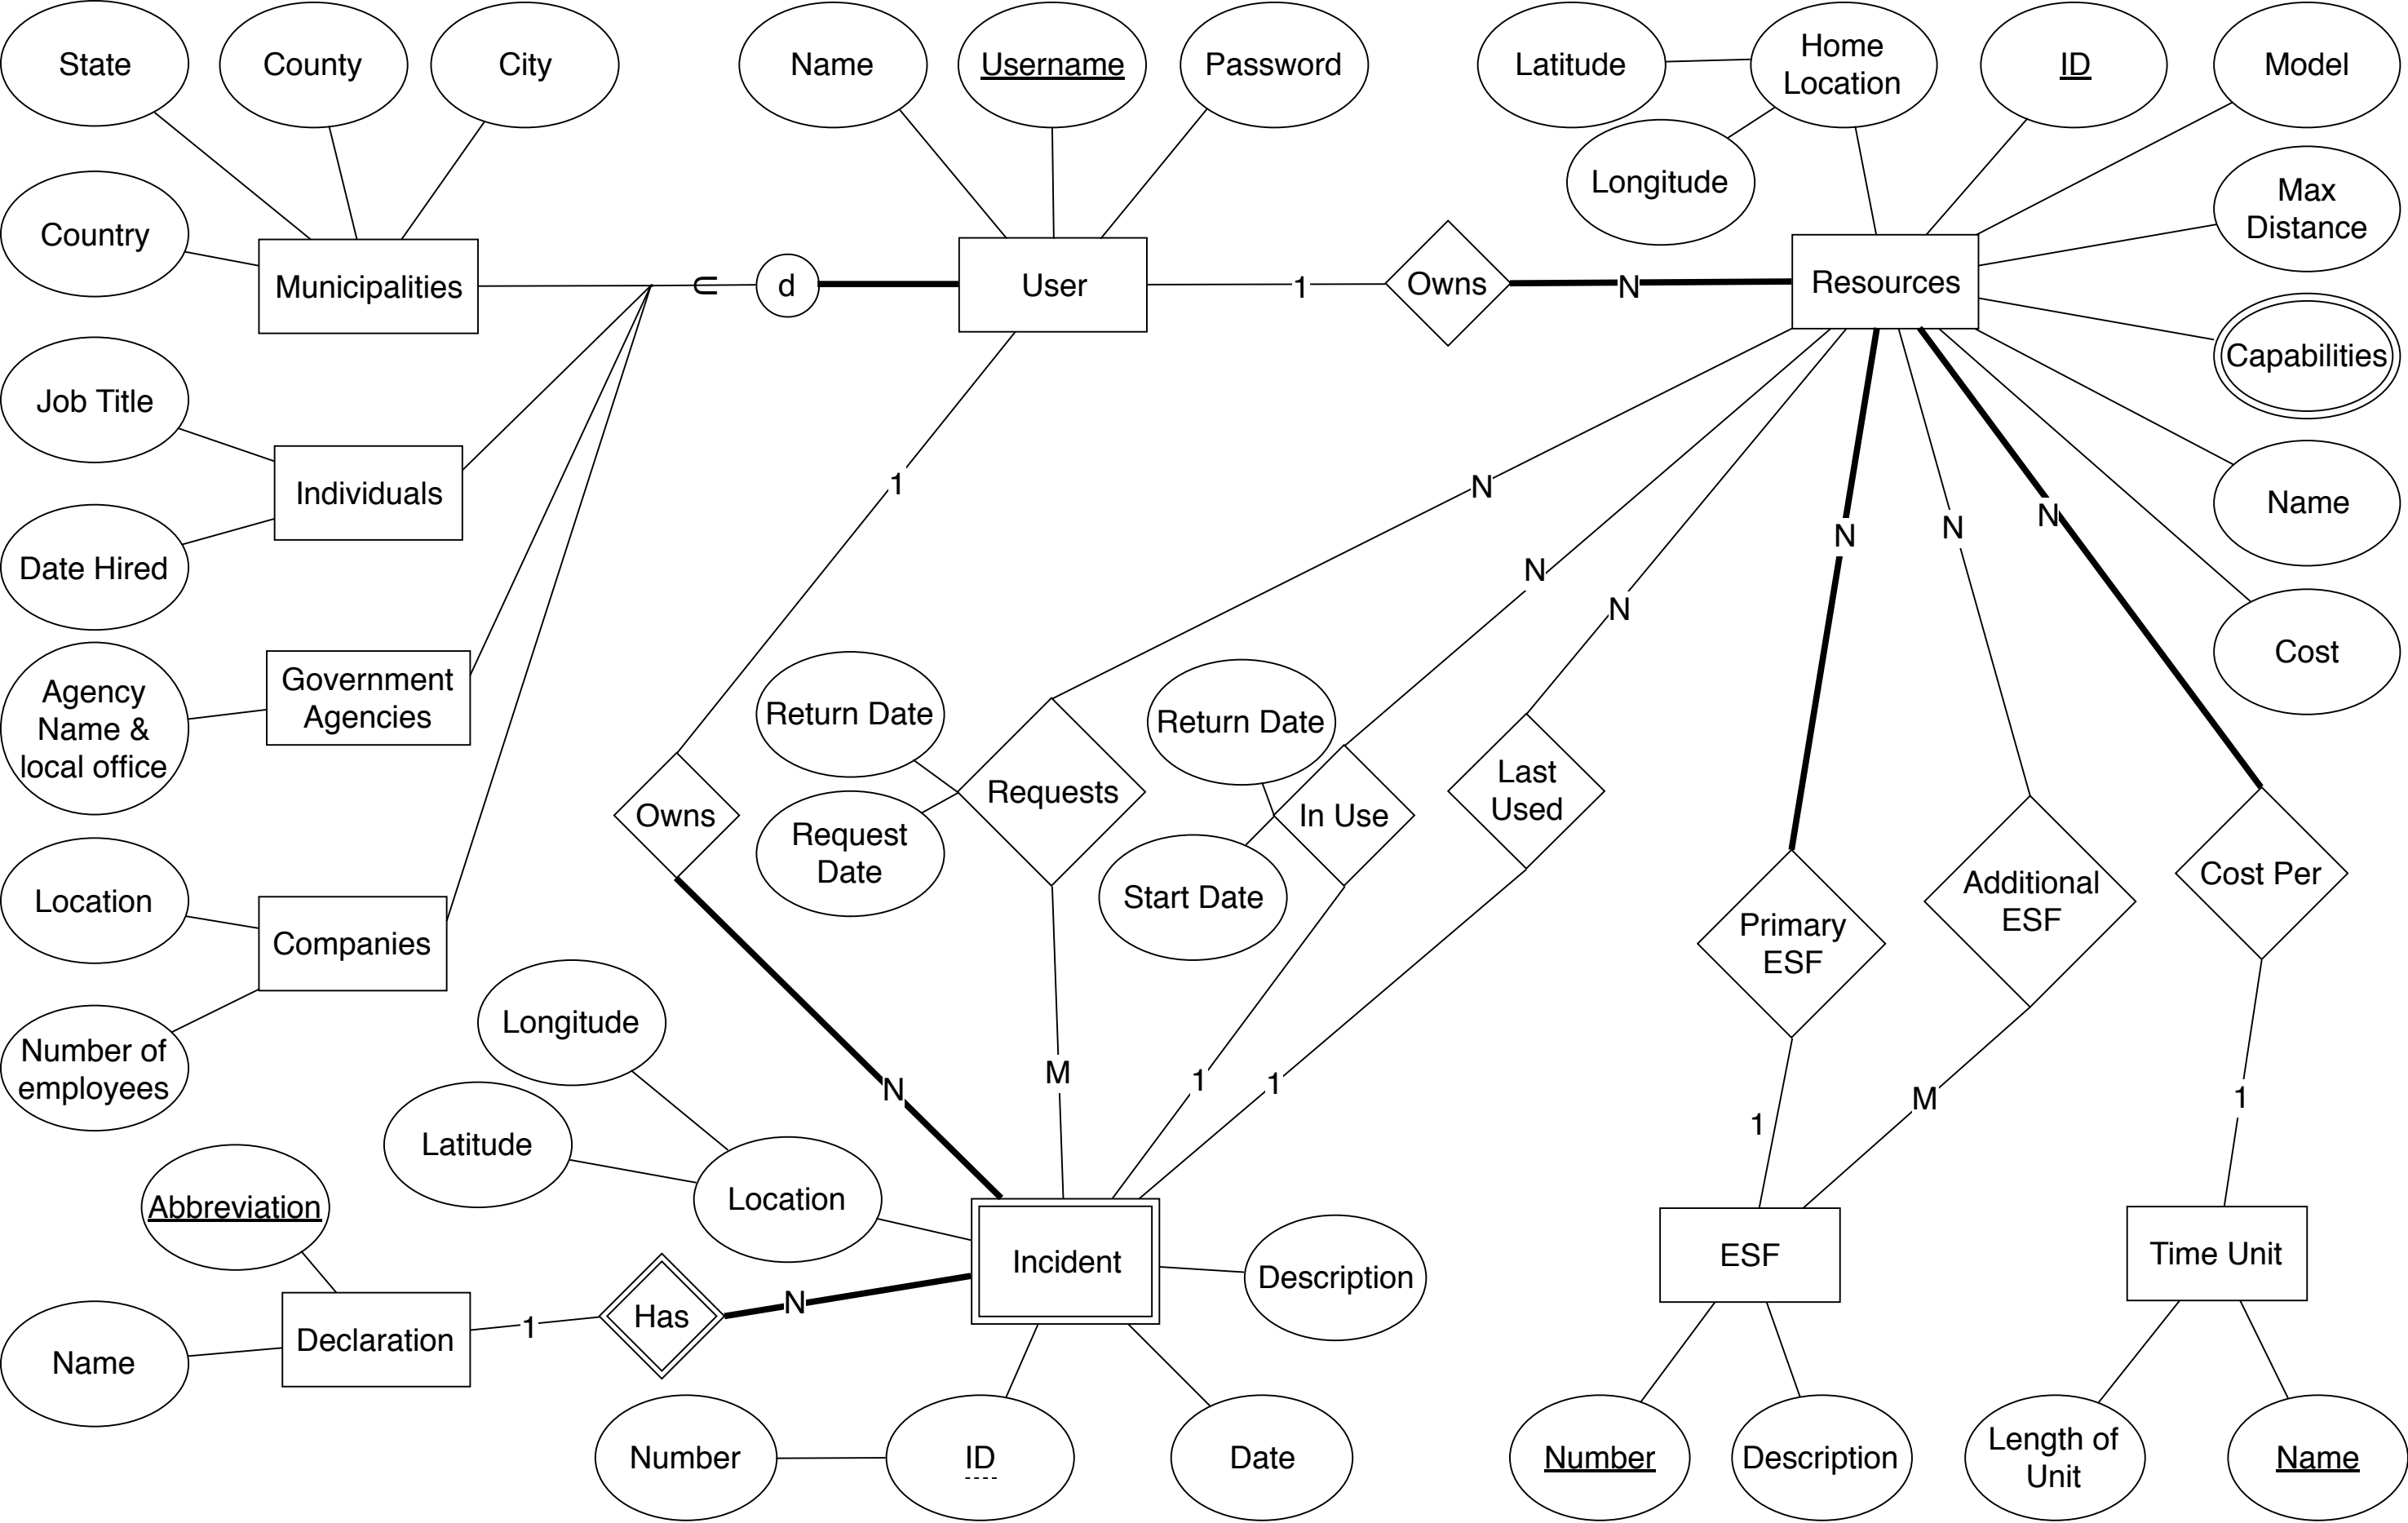 State
County
City
Name
Username
Password
Latitude
Home
Location
ID
Model
Longitude
Country
Max
Distance
Municipalities
⋸
d
User
1
Owns
N
Resources
Capabilities
Job Title
Individuals
Date Hired
1
N
N
N
N
N
N
Name
Cost
Agency
Name &
local office
Government
Agencies
Return Date
Request
Date
Requests
Return Date
Start Date
In Use
Last
Used
Owns
Primary
ESF
Additional
ESF
Cost Per
Location
Companies
Number of
employees
Longitude
Latitude
Location
N
M
1
1
1
M
1
Abbreviation
Name
Declaration
1
Has
N
Incident
Description
ESF
Time Unit
Number
ID
Date
Number
Description
Length of
Unit
Name